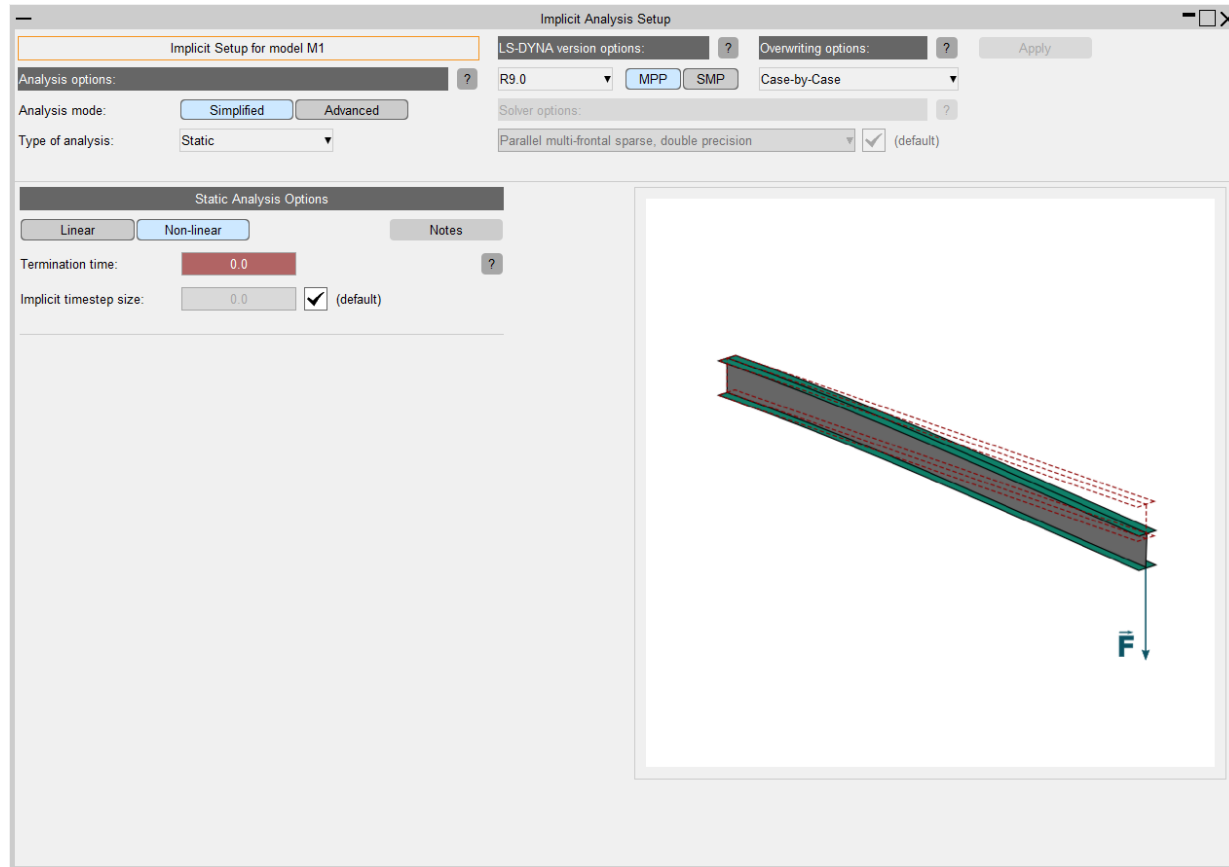 Implicit Analysis Setup
Implicit Setup for model M1
LS-DYNA version options: ?
Overwriting options: ?
Apply
Analysis options: ?
R9.0 MPP SMP
Case-by-Case
Analysis mode: Simplified Advanced
Solver options: ?
Type of analysis: Static
Parallel multi-frontal sparse, double precision (default)
Static Analysis Options
Linear Non-linear Notes
Termination time: 0.0 ?
Implicit timestep size: 0.0 (default)
F